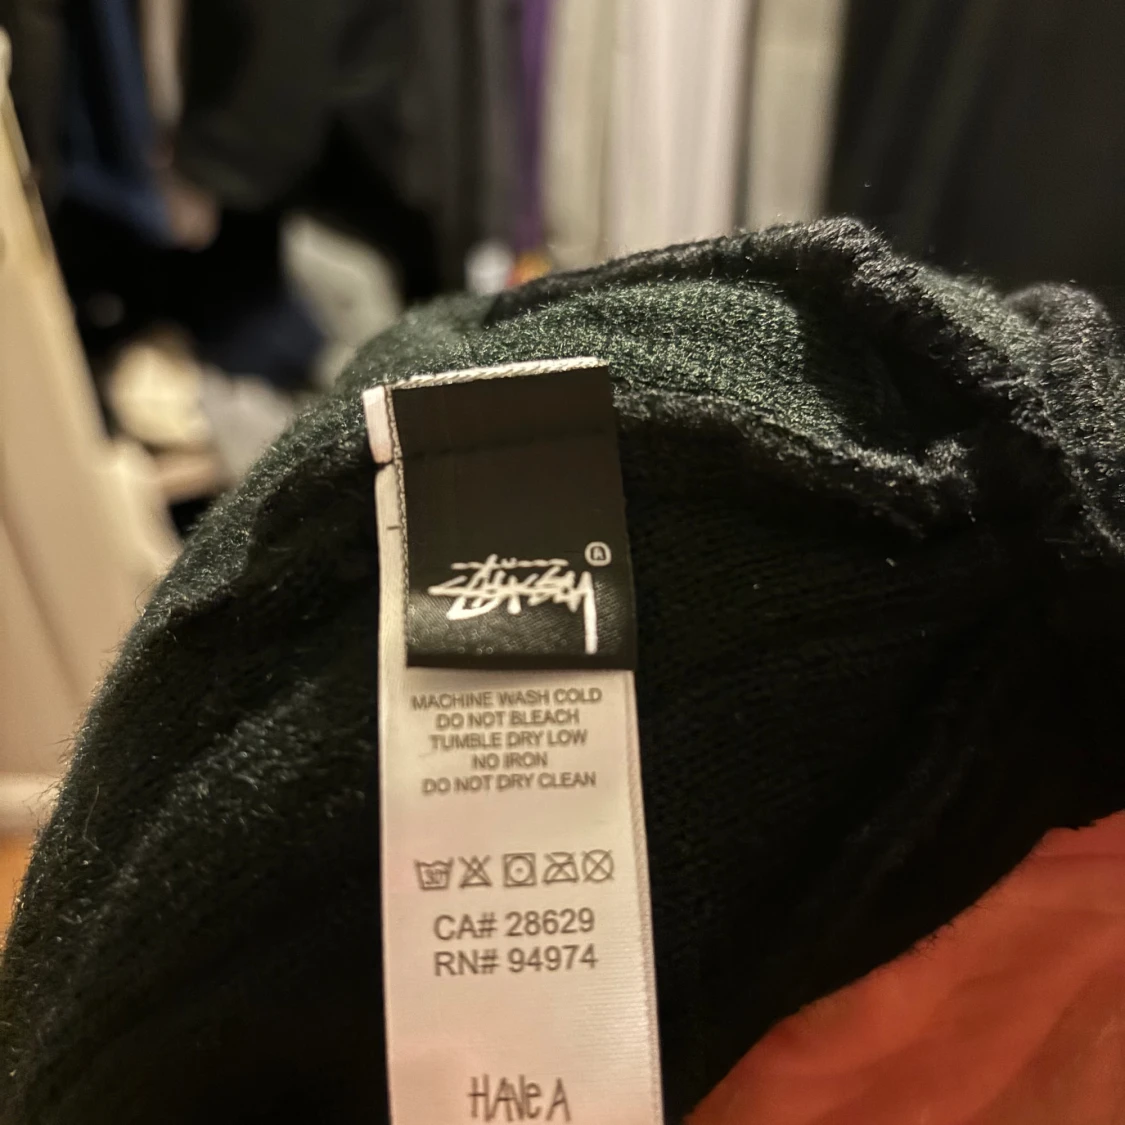 Stüssy ®
MACHINE WASH COLD
DO NOT BLEACH
TUMBLE DRY LOW
NO IRON
DO NOT DRY CLEAN
30
CA# 28629
RN# 94974
HAVE A